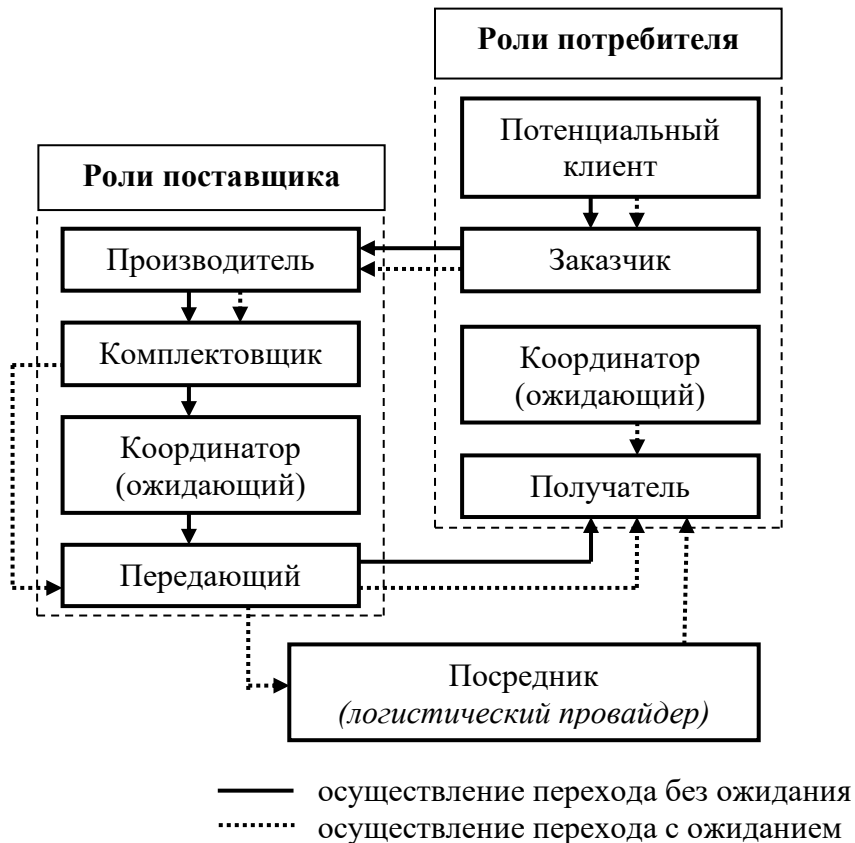 Роли потребителя
Потенциальный
клиент
Заказчик
Координатор
(ожидающий)
Получатель
Роли поставщика
Производитель
Комплектовщик
Координатор
(ожидающий)
Передающий
Посредник
(логистический провайдер)
осуществление перехода без ожидания
осуществление перехода с ожиданием